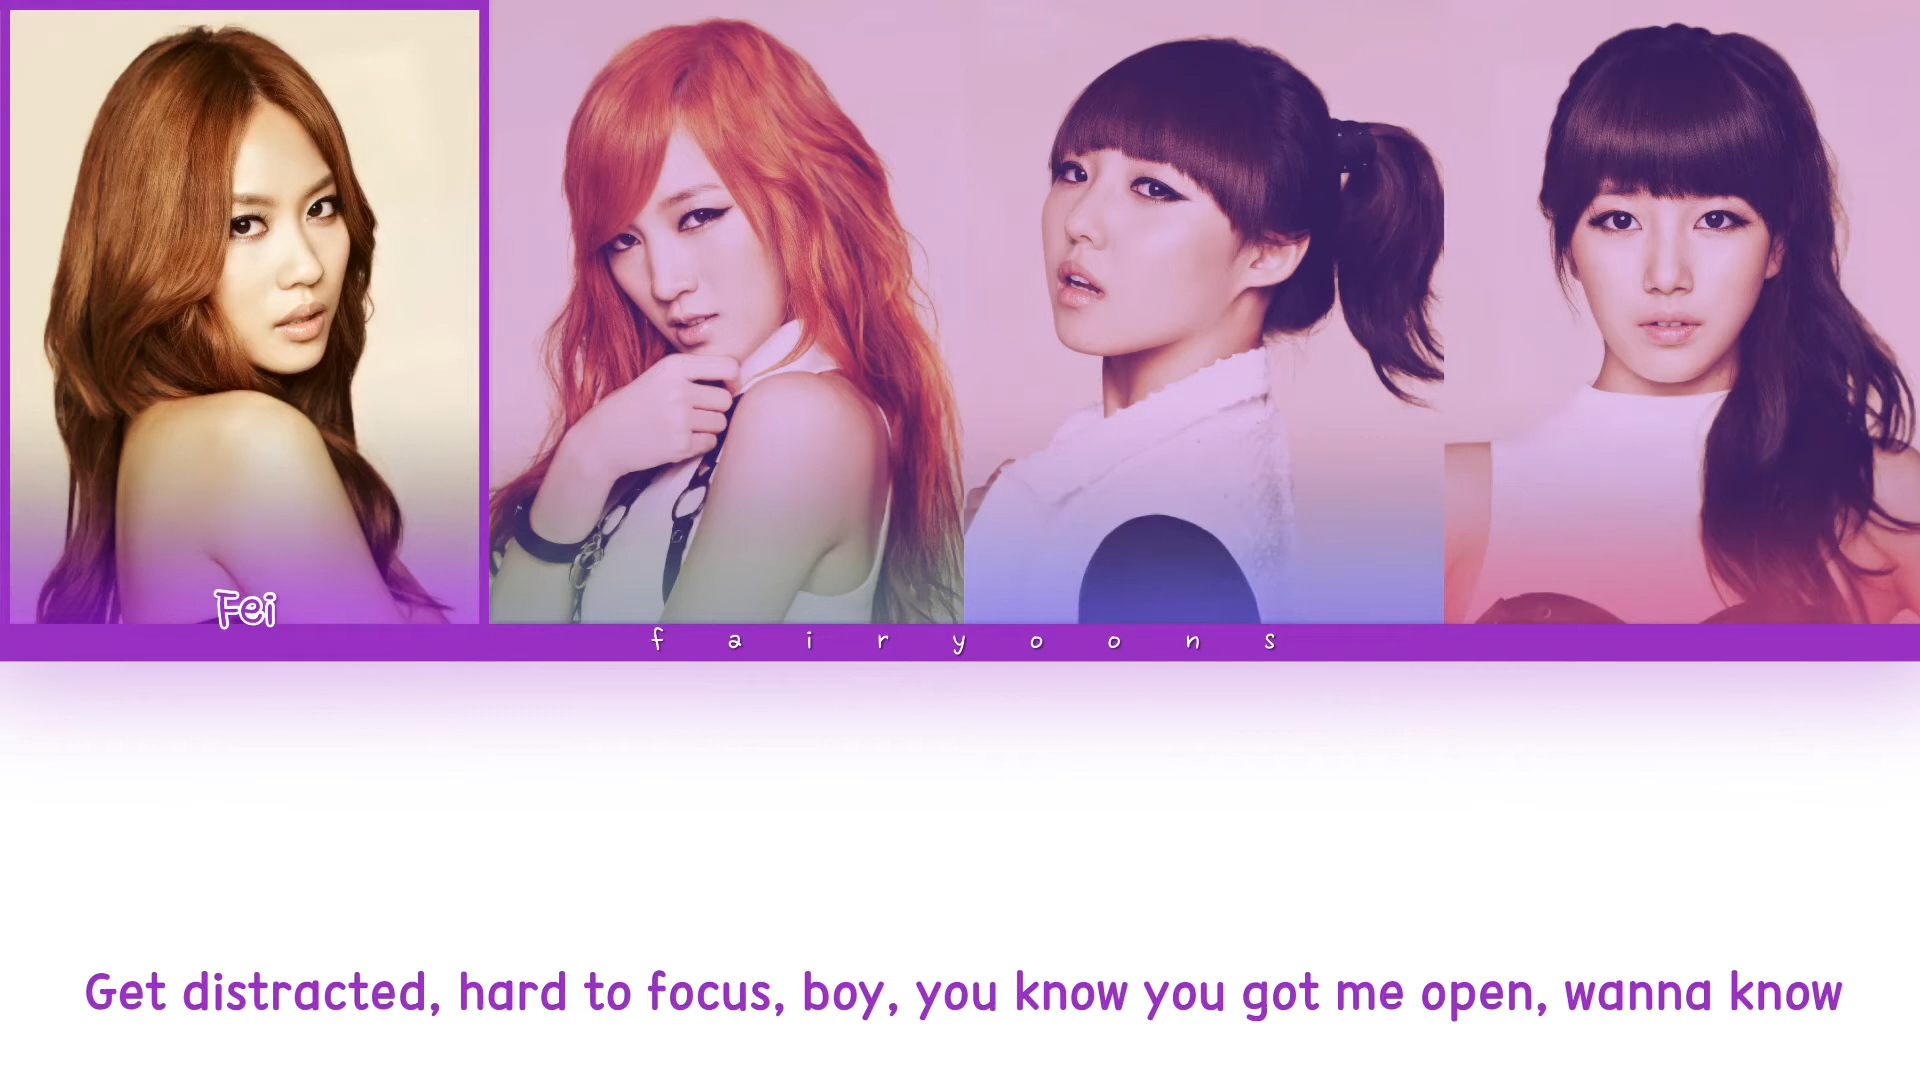 Fei
f a i r y o o n s
Get distracted, hard to focus, boy, you know you got me open, wanna know